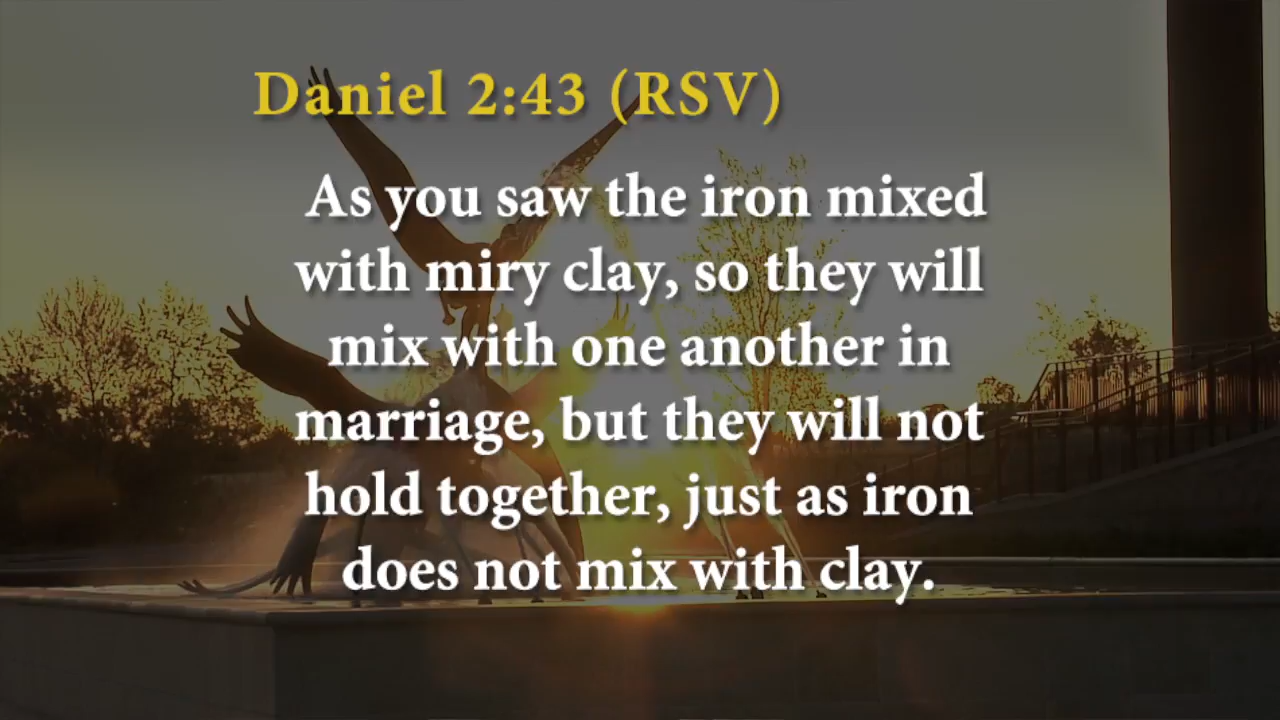 Daniel 2:43 (RSV)
As you saw the iron mixed
with miry clay, so they will
mix with one another in
marriage, but they will not
hold together, just as iron
does not mix with clay.